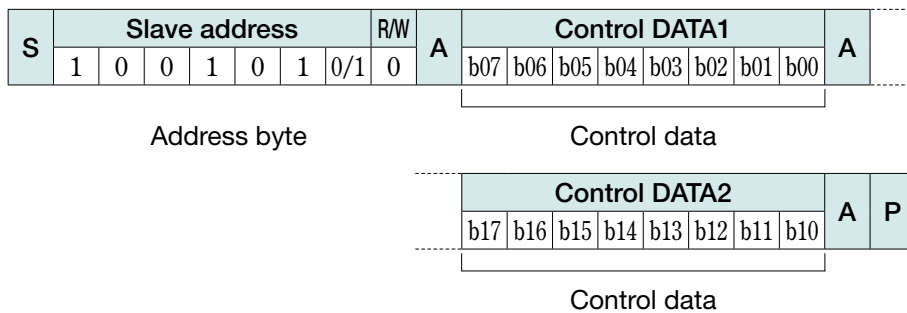 S Slave address R/W A Control DATA1 A
1 0 0 1 0 1 0/1 0 b07 b06 b05 b04 b03 b02 b01 b00
Address byte Control data
Control DATA2 A P
b17 b16 b15 b14 b13 b12 b11 b10
Control data